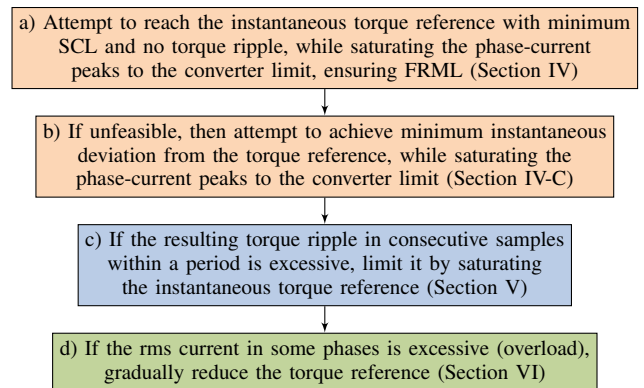 a) Attempt to reach the instantaneous torque reference with minimum
SCL and no torque ripple, while saturating the phase-current
peaks to the converter limit, ensuring FRML (Section IV)
b) If unfeasible, then attempt to achieve minimum instantaneous
deviation from the torque reference, while saturating the
phase-current peaks to the converter limit (Section IV-C)
c) If the resulting torque ripple in consecutive samples
within a period is excessive, limit it by saturating
the instantaneous torque reference (Section V)
d) If the rms current in some phases is excessive (overload),
gradually reduce the torque reference (Section VI)